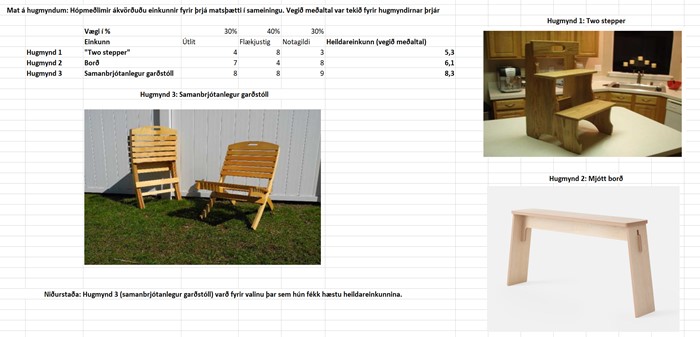 Mat á hugmyndum: Hópmeðlimir ákvörðuðu einkunnir fyrir þrjá matsþætti í sameiningu. Vegið meðaltal var tekið fyrir hugmyndirnar þrjár
Hugmynd 1: Two stepper
Vægi í % 30% 40% 30%
Einkunn Útlit Flækjustig Notagildi Heildareinkunn (vegið meðaltal)
Hugmynd 1 "Two stepper" 4 8 3 5,3
Hugmynd 2 Borð 7 4 8 6,1
Hugmynd 3 Samanbrjótanlegur garðstóll 8 8 9 8,3
Hugmynd 3: Samanbrjótanlegur garðstóll
Hugmynd 2: Mjótt borð
Niðurstaða: Hugmynd 3 (samanbrjótanlegur garðstóll) varð fyrir valinu þar sem hún fékk hæstu heildareinkunnina.